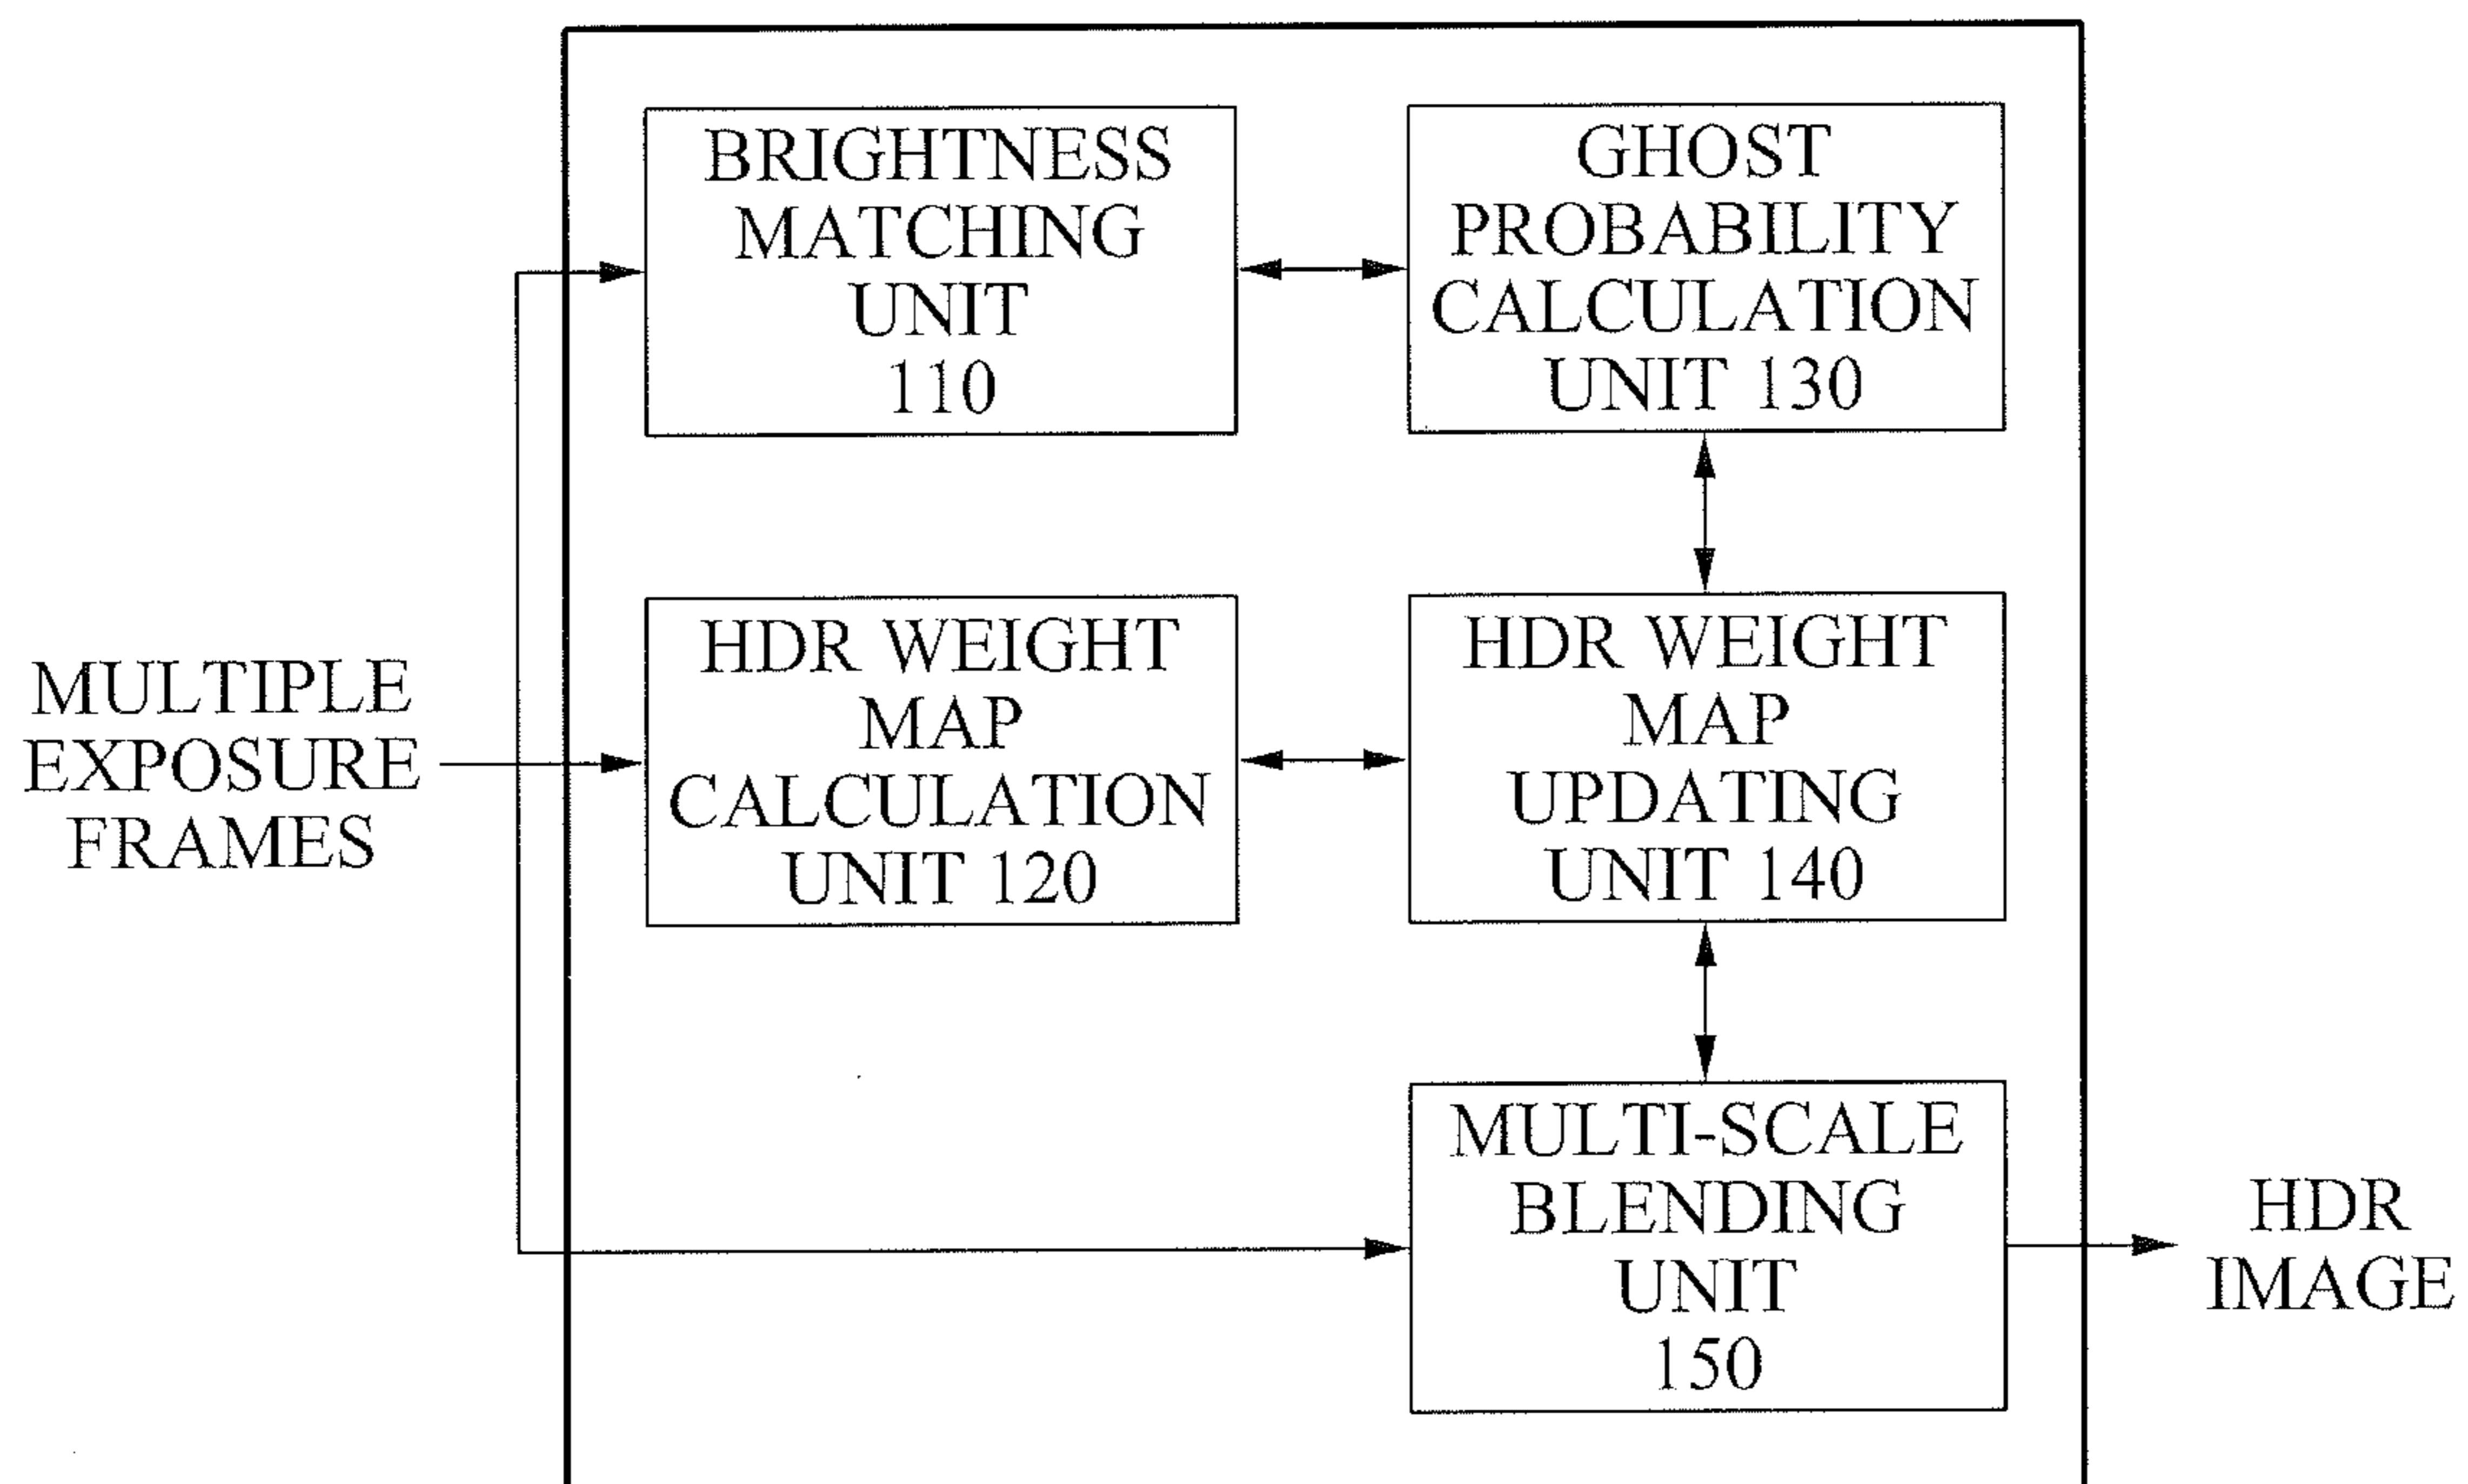 BRIGHTNESS
MATCHING
UNIT
110
GHOST
PROBABILITY
CALCULATION
UNIT 130
MULTIPLE
EXPOSURE
FRAMES
HDR WEIGHT
MAP
CALCULATION
UNIT 120
HDR WEIGHT
MAP
UPDATING
UNIT 140
MULTI-SCALE
BLENDING
UNIT
150
HDR
IMAGE